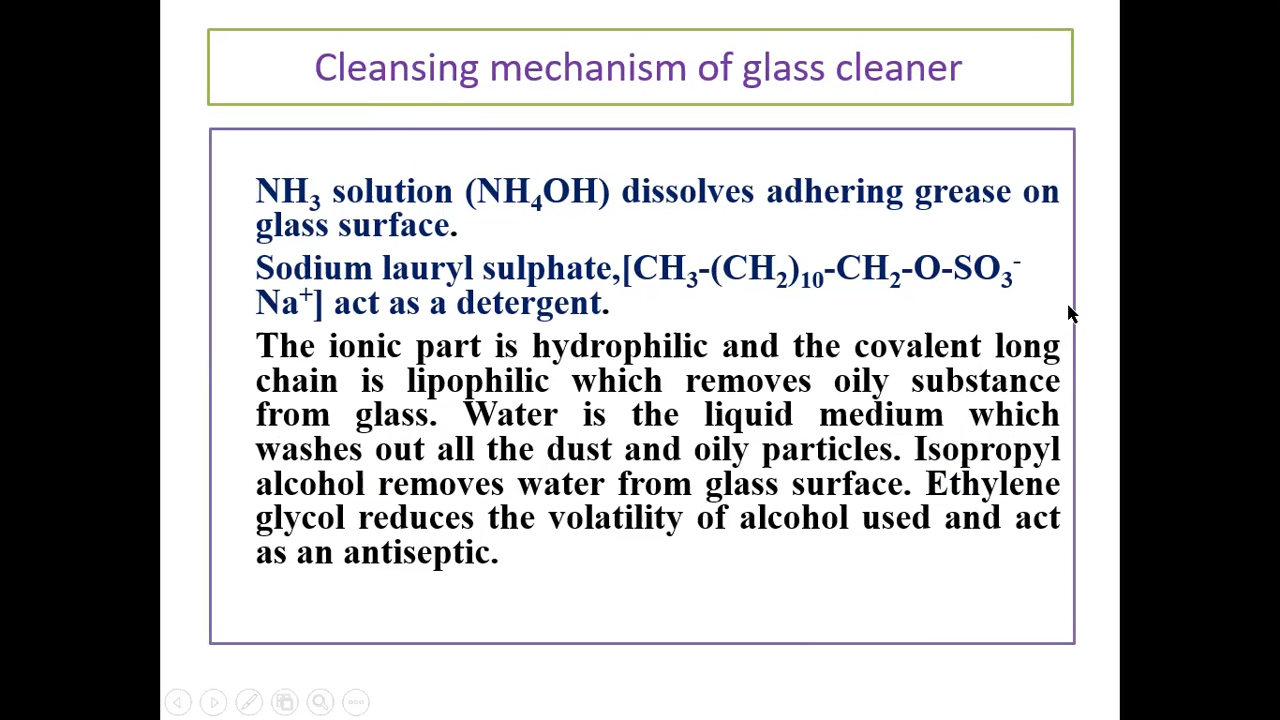 Cleansing mechanism of glass cleaner
NH₃ solution (NH₄OH) dissolves adhering grease on
glass surface.
Sodium lauryl sulphate,[CH₃-(CH₂)₁₀-CH₂-O-SO₃⁻
Na⁺] act as a detergent.
The ionic part is hydrophilic and the covalent long
chain is lipophilic which removes oily substance
from glass. Water is the liquid medium which
washes out all the dust and oily particles. Isopropyl
alcohol removes water from glass surface. Ethylene
glycol reduces the volatility of alcohol used and act
as an antiseptic.